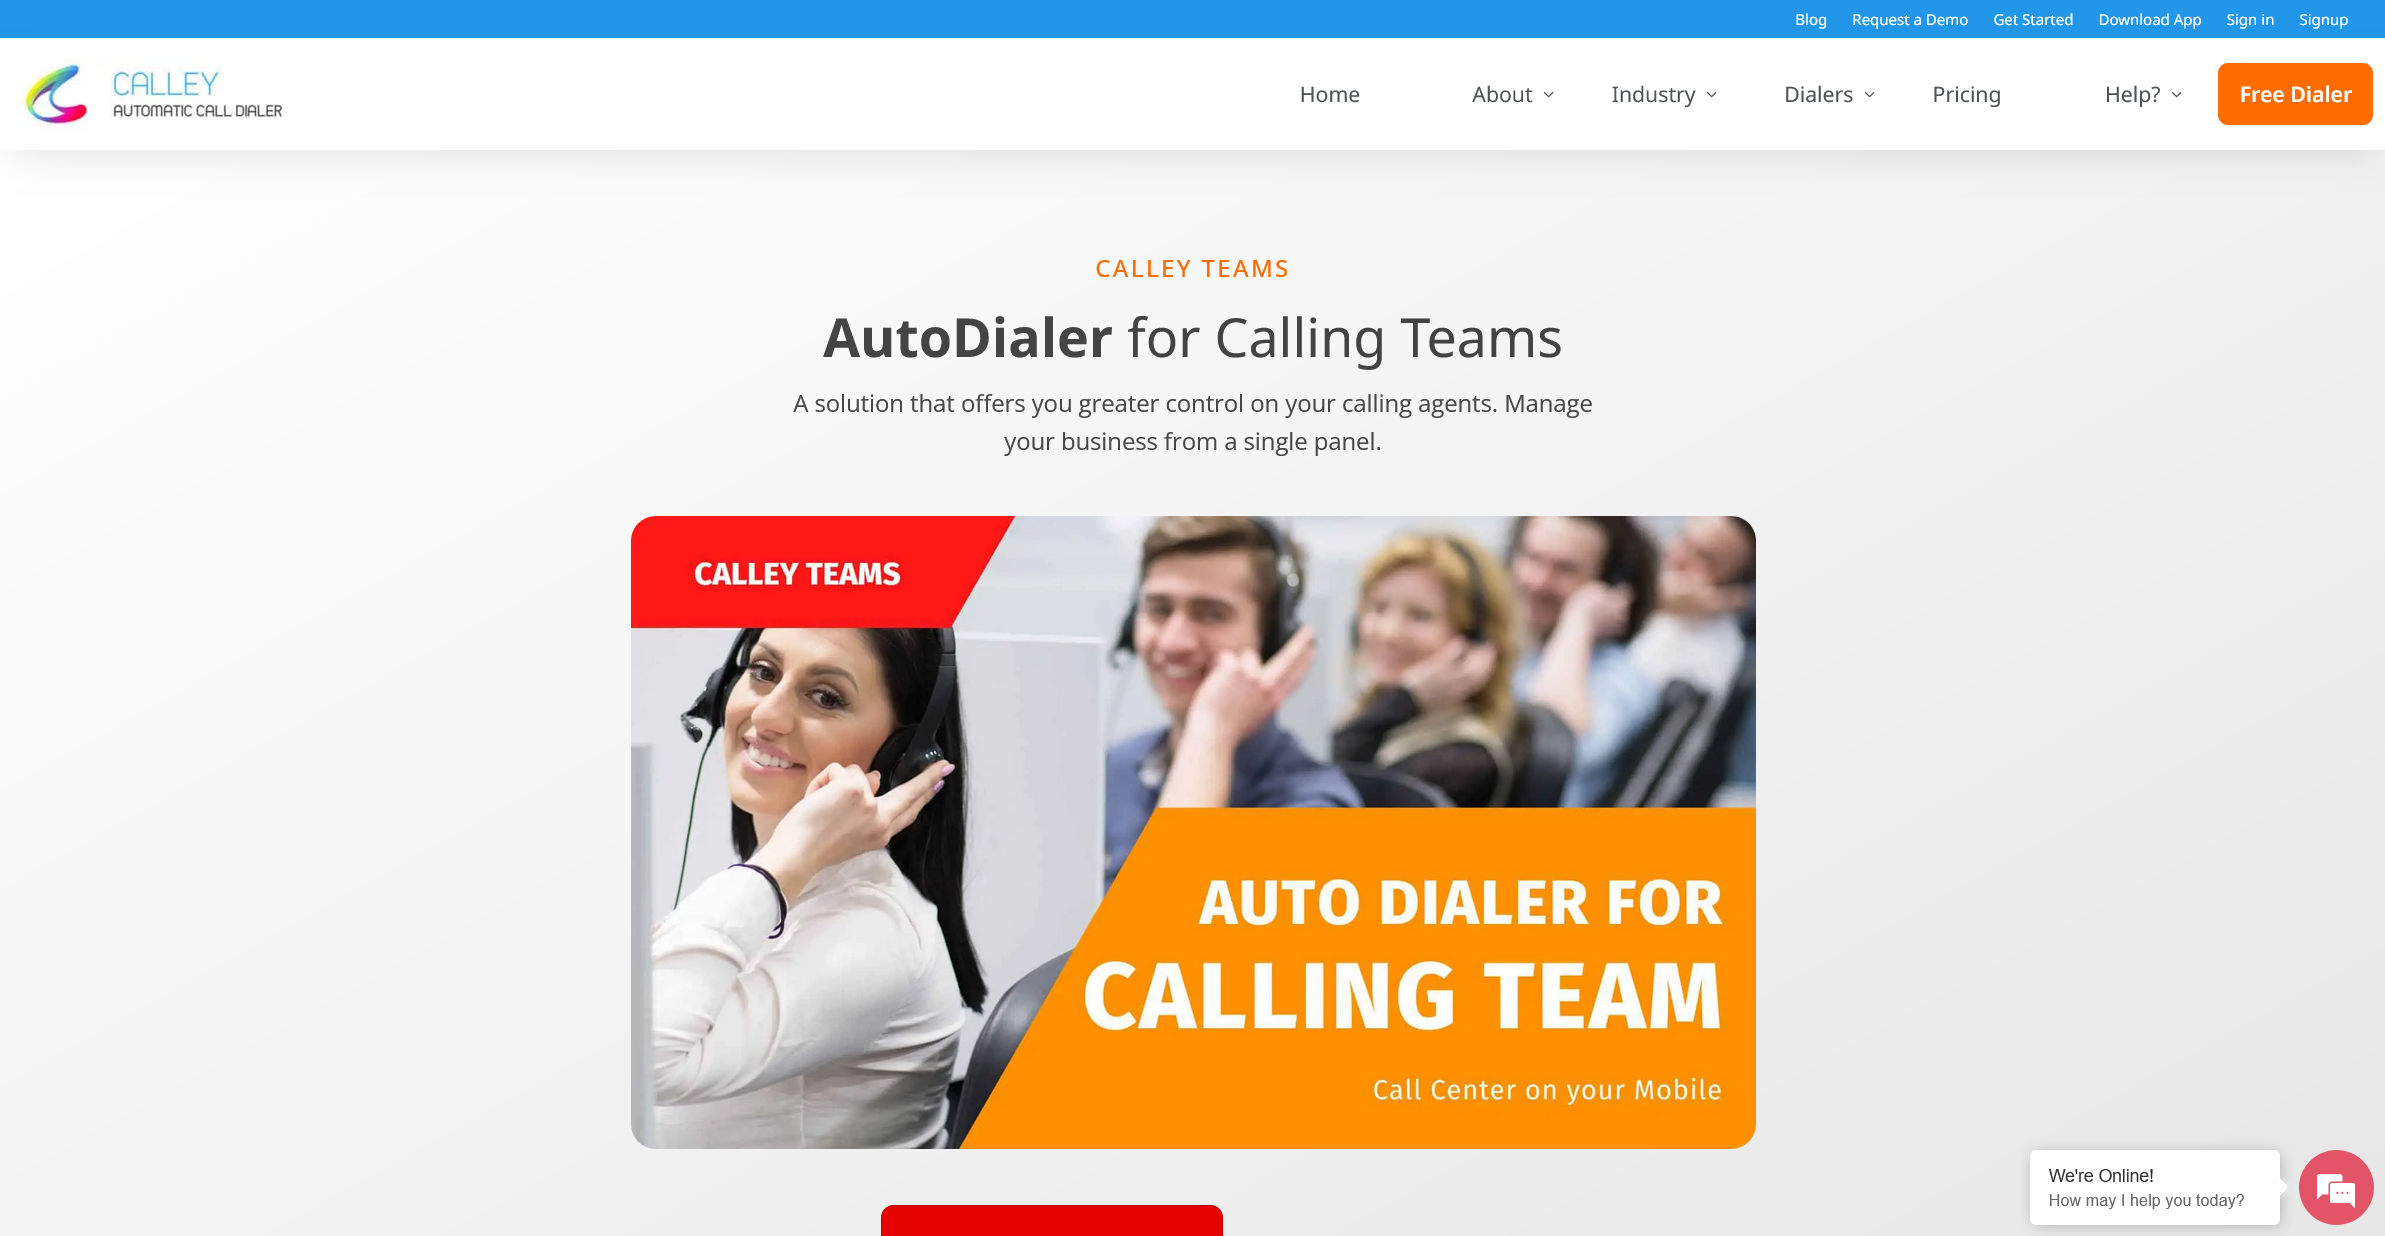 Blog Request a Demo Get Started Download App Sign in Signup
CALLEY
AUTOMATIC CALL DIALER
Home About Industry Dialers Pricing Help? Free Dialer
CALLEY TEAMS
AutoDialer for Calling Teams
A solution that offers you greater control on your calling agents. Manage
your business from a single panel.
CALLEY TEAMS
AUTO DIALER FOR
CALLING TEAM
Call Center on your Mobile
We're Online!
How may I help you today?